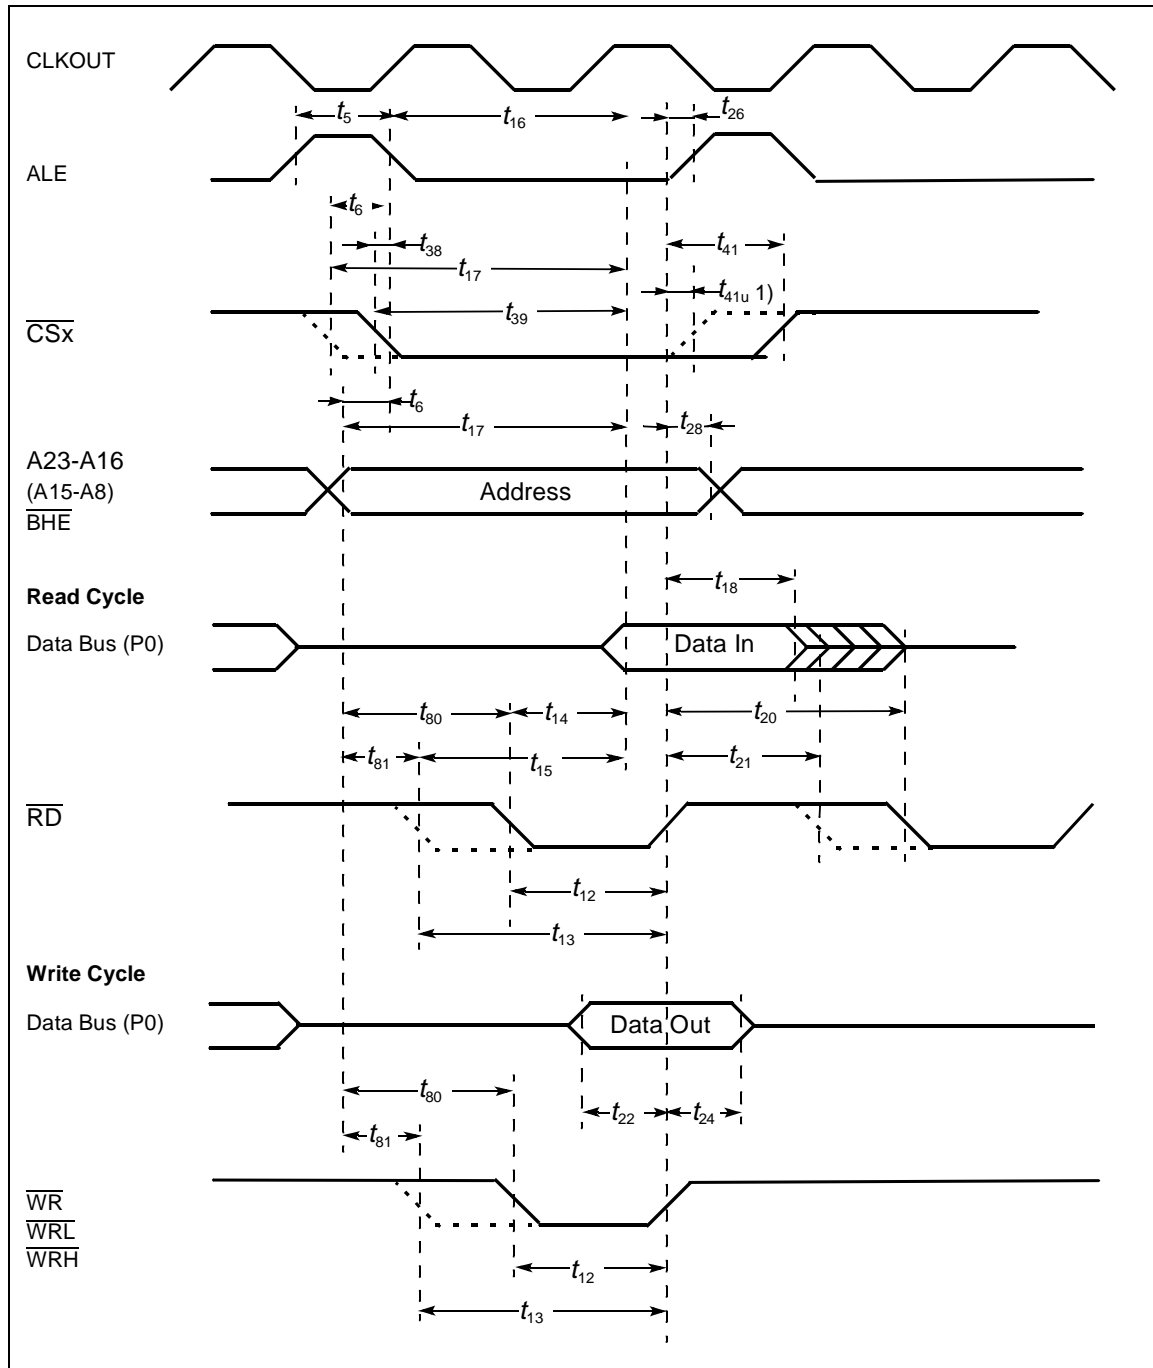 CLKOUT
t5
t16
t26
ALE
t6
t38
t41
t17
t41u 1)
t39
CSx
t6
t17
t28
A23-A16
(A15-A8)
BHE
Address
t18
Read Cycle
Data Bus (P0)
Data In
t80
t14
t20
t81
t15
t21
RD
t12
t13
Write Cycle
Data Bus (P0)
Data Out
t80
t22
t24
t81
WR
WRL
WRH
t12
t13